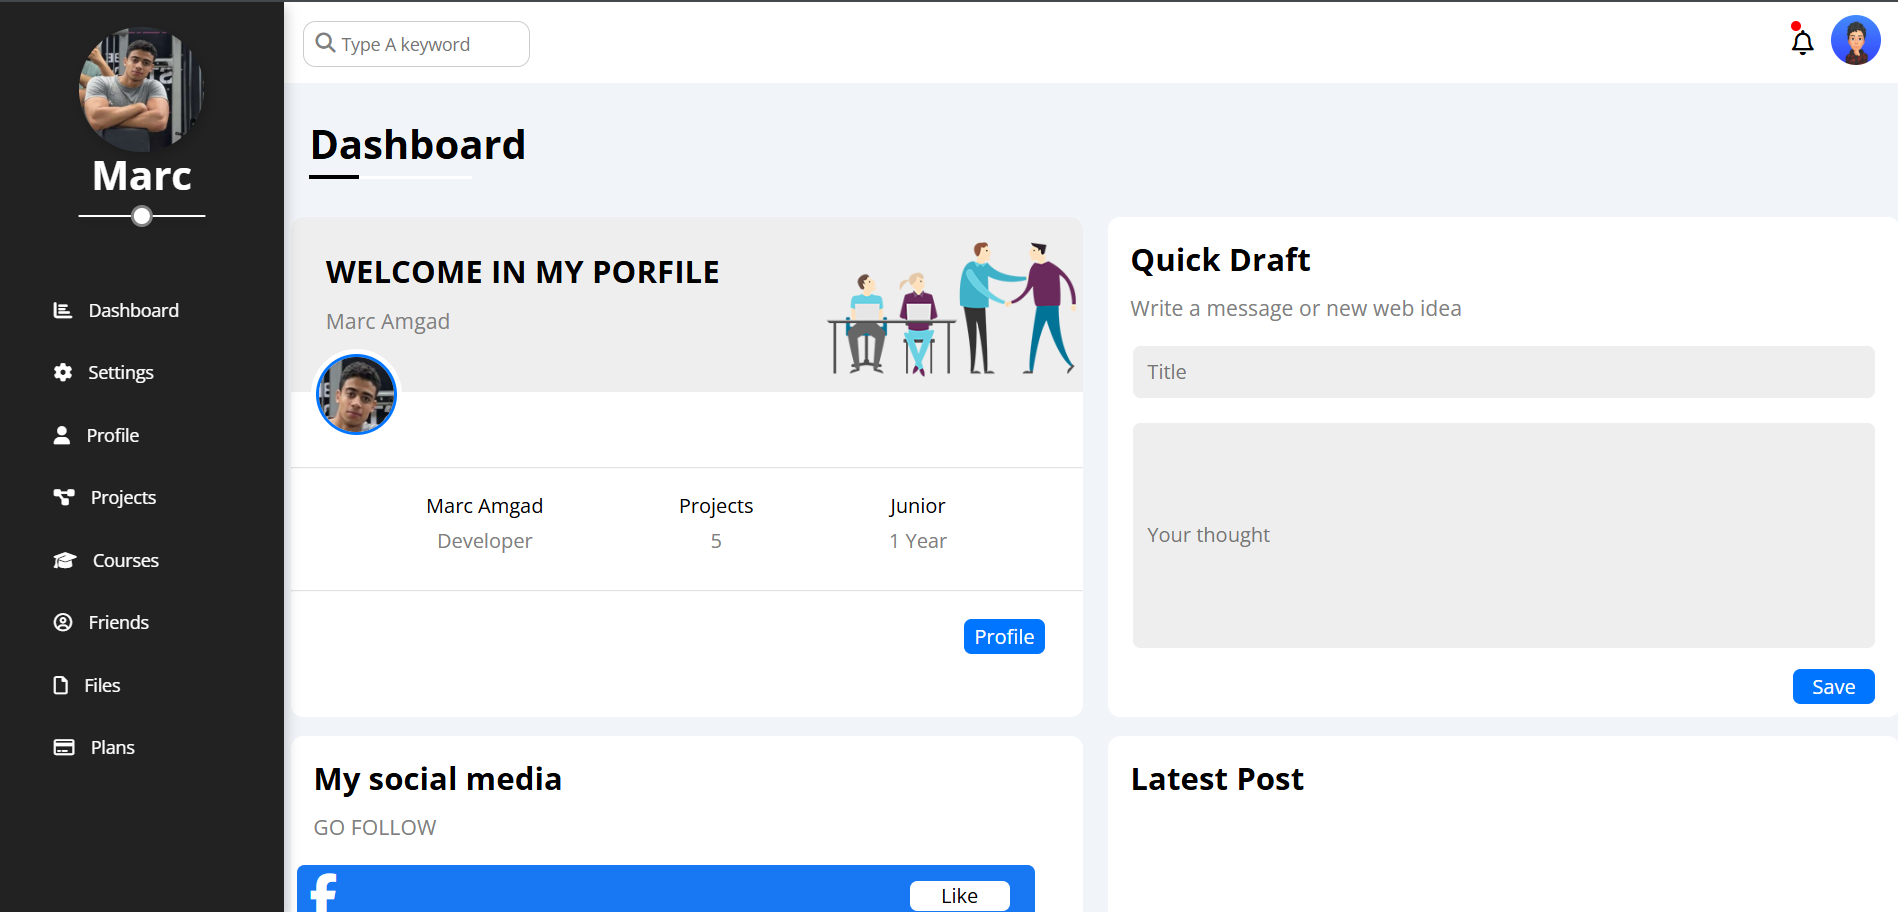 Marc
Dashboard
Settings
Profile
Projects
Courses
Friends
Files
Plans
Type A keyword
Dashboard
WELCOME IN MY PORFILE
Marc Amgad
Marc Amgad
Developer
Projects
5
Junior
1 Year
Profile
Quick Draft
Write a message or new web idea
Title
Your thought
Save
My social media
GO FOLLOW
Like
Latest Post